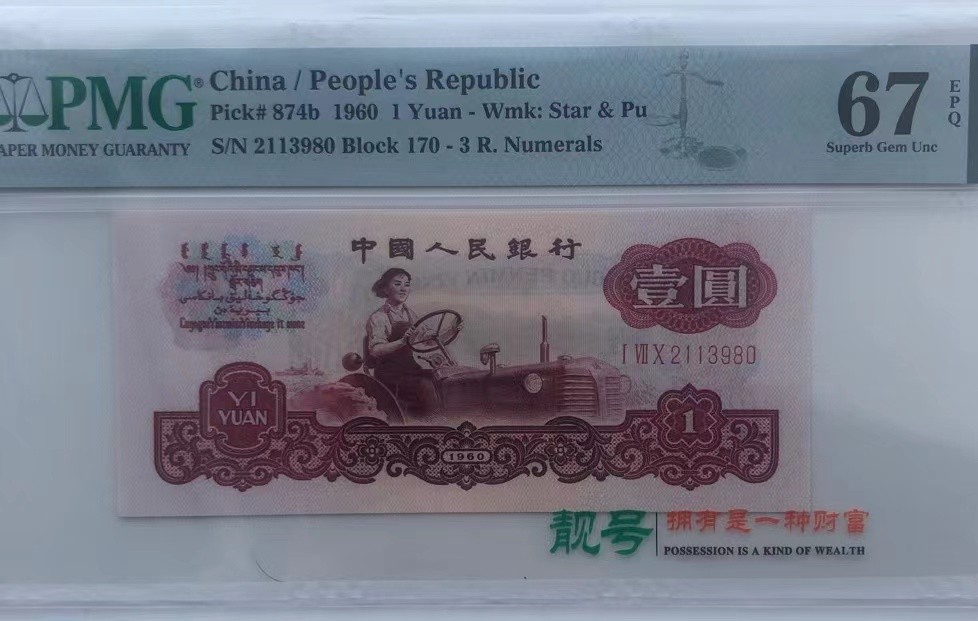 PMG® China / People's Republic
Pick# 874b 1960 1 Yuan - Wmk: Star & Pu
S/N 2113980 Block 170 - 3 R. Numerals
APER MONEY GUARANTY
67 EPQ
Superb Gem Unc
中國人民銀行
壹圓
I VII X 2113980
YI
YUAN
1
1960
靓号
拥有是一种财富
POSSESSION IS A KIND OF WEALTH